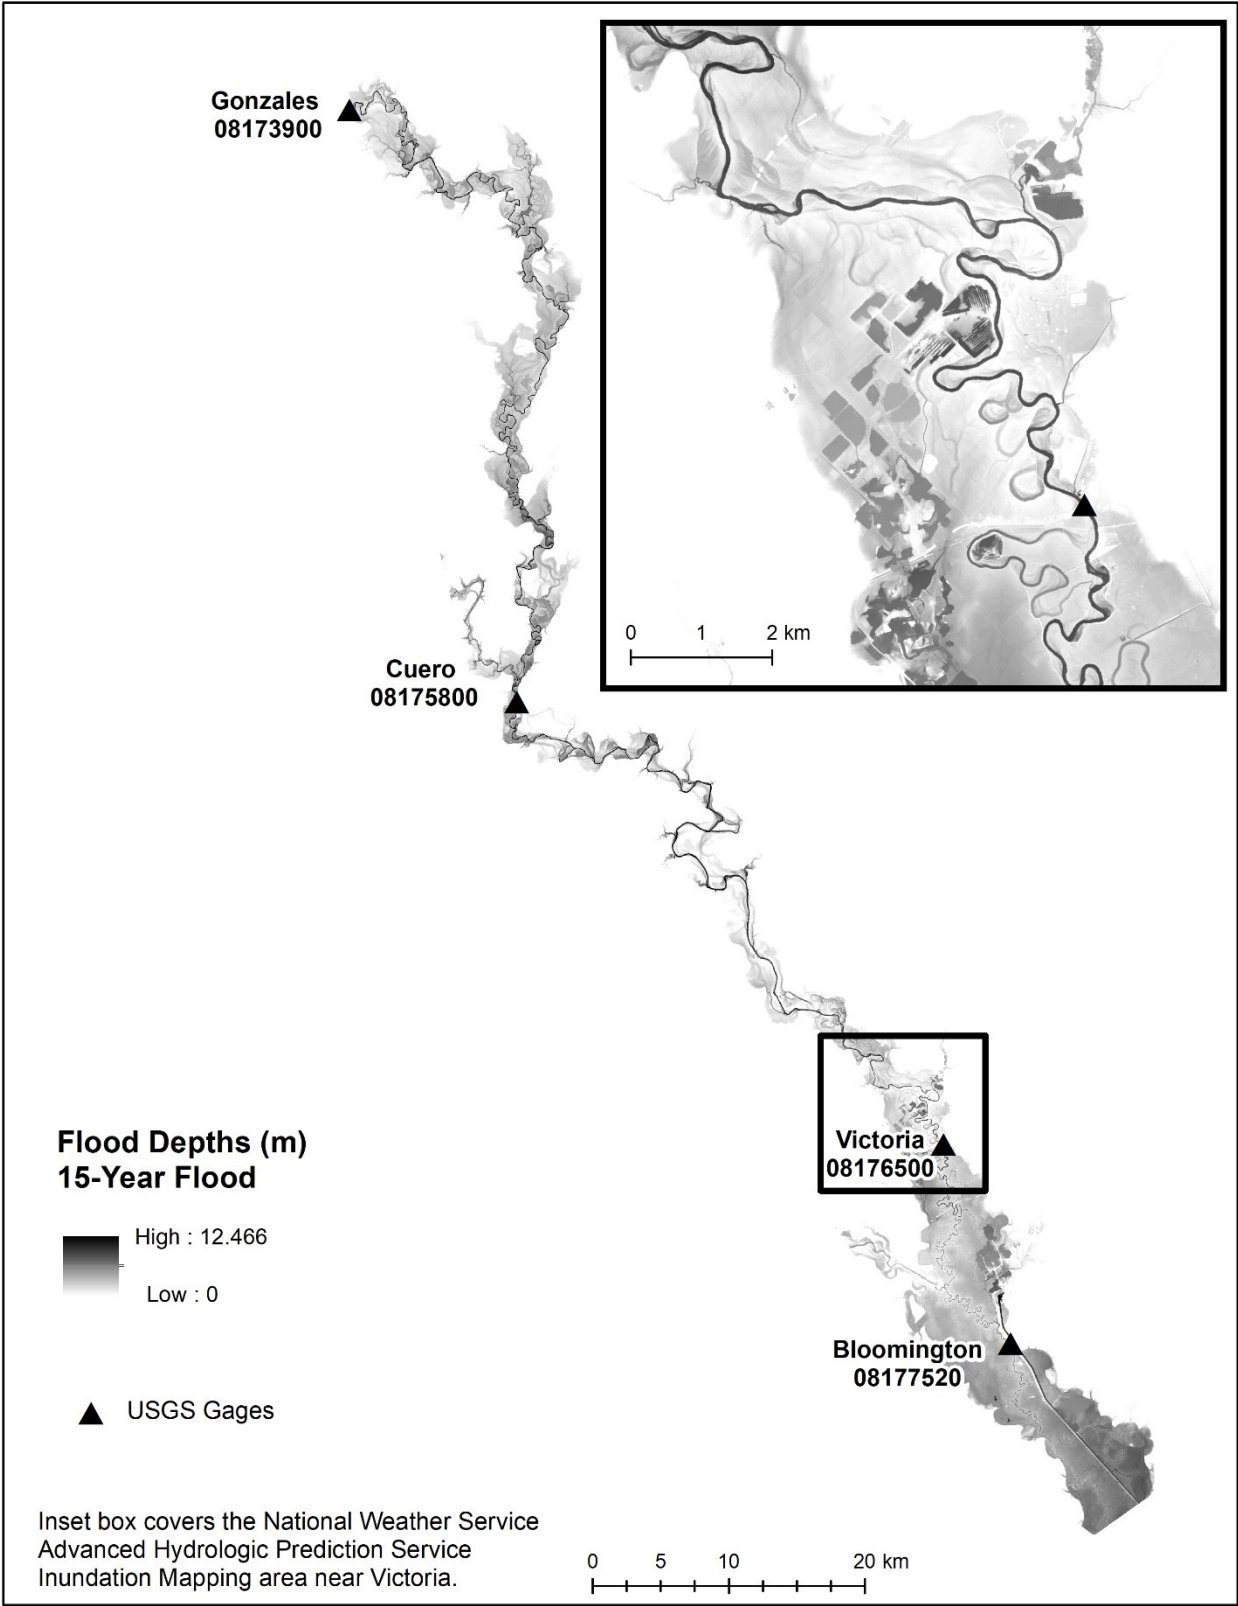 Gonzales
08173900
0 1 2 km
Cuero
08175800
Victoria
08176500
Flood Depths (m)
15-Year Flood
High : 12.466
Low : 0
Bloomington
08177520
USGS Gages
Inset box covers the National Weather Service
Advanced Hydrologic Prediction Service
Inundation Mapping area near Victoria.
0 5 10 20 km